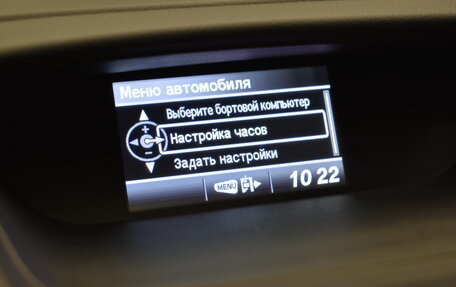 Меню автомобиля
Выберите бортовой компьютер
Настройка часов
Задать настройки
MENU 10 22